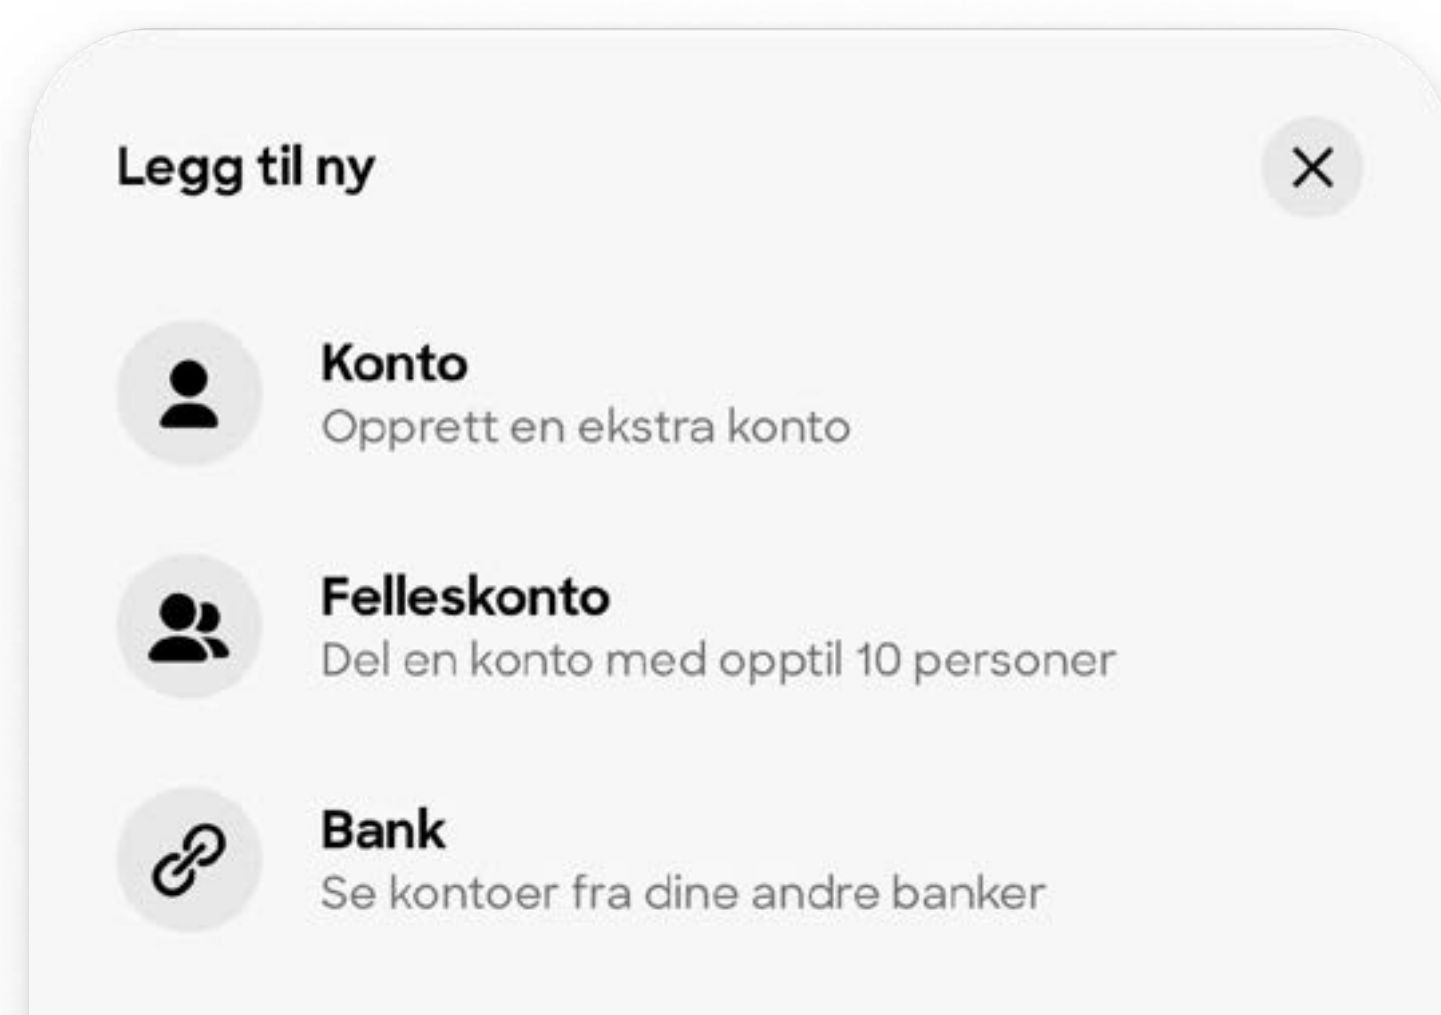 Legg til ny
Konto
Opprett en ekstra konto
Felleskonto
Del en konto med opptil 10 personer
Bank
Se kontoer fra dine andre banker